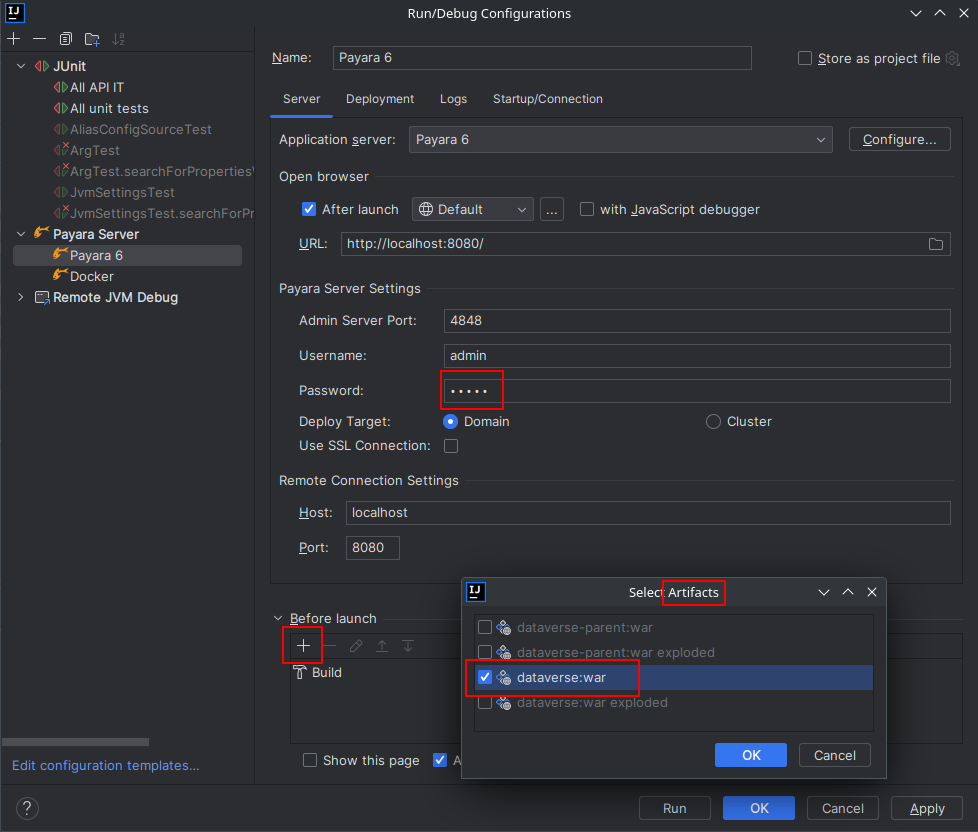 IJ
Run/Debug Configurations
JUnit
All API IT
All unit tests
AliasConfigSourceTest
ArgTest
ArgTest.searchForProperties
JvmSettingsTest
JvmSettingsTest.searchForPr
Payara Server
Payara 6
Docker
Remote JVM Debug
Edit configuration templates...
Name:
Payara 6
Store as project file
Server
Deployment
Logs
Startup/Connection
Application server:
Payara 6
Configure...
Open browser
After launch
Default
...
with JavaScript debugger
URL:
http://localhost:8080/
Payara Server Settings
Admin Server Port:
4848
Username:
admin
Password:
•••••
Deploy Target:
Domain
Cluster
Use SSL Connection:
Remote Connection Settings
Host:
localhost
Port:
8080
Before launch
Build
Show this page
A
IJ
Select Artifacts
dataverse-parent:war
dataverse-parent:war exploded
dataverse:war
dataverse:war exploded
OK
Cancel
?
Run
OK
Cancel
Apply